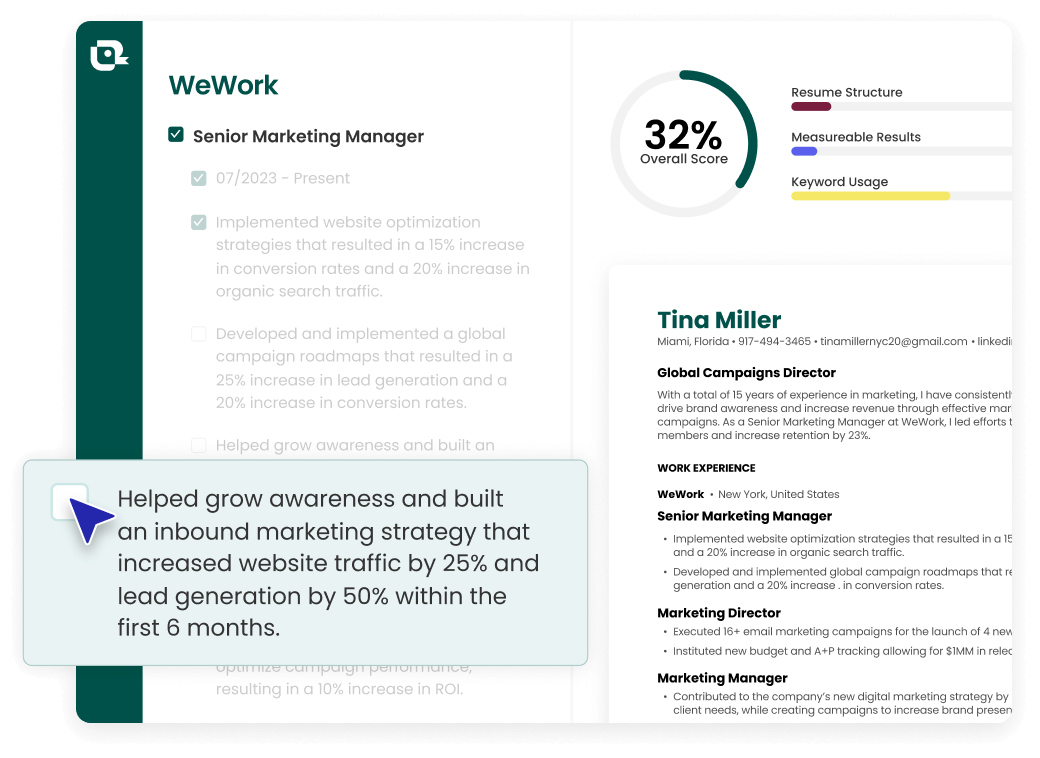 WeWork
Senior Marketing Manager
07/2023 - Present
Implemented website optimization
strategies that resulted in a 15% increase
in conversion rates and a 20% increase in
organic search traffic.
Developed and implemented a global
campaign roadmaps that resulted in a
25% increase in lead generation and a
20% increase in conversion rates.
Helped grow awareness and built an
Helped grow awareness and built
an inbound marketing strategy that
increased website traffic by 25% and
lead generation by 50% within the
first 6 months.
optimize campaign performance,
resulting in a 10% increase in ROI.
32%
Overall Score
Resume Structure
Measureable Results
Keyword Usage
Tina Miller
Miami, Florida • 917-494-3465 • tinamillernyc20@gmail.com • linkedi
Global Campaigns Director
With a total of 15 years of experience in marketing, I have consistentl
drive brand awareness and increase revenue through effective mar
campaigns. As a Senior Marketing Manager at WeWork, I led efforts t
members and increase retention by 23%.
WORK EXPERIENCE
WeWork • New York, United States
Senior Marketing Manager
• Implemented website optimization strategies that resulted in a 15
and a 20% increase in organic search traffic.
• Developed and implemented global campaign roadmaps that re
generation and a 20% increase . in conversion rates.
Marketing Director
• Executed 16+ email marketing campaigns for the launch of 4 new
• Instituted new budget and A+P tracking allowing for $1MM in reloc
Marketing Manager
• Contributed to the company's new digital marketing strategy by
client needs, while creating campaigns to increase brand presen